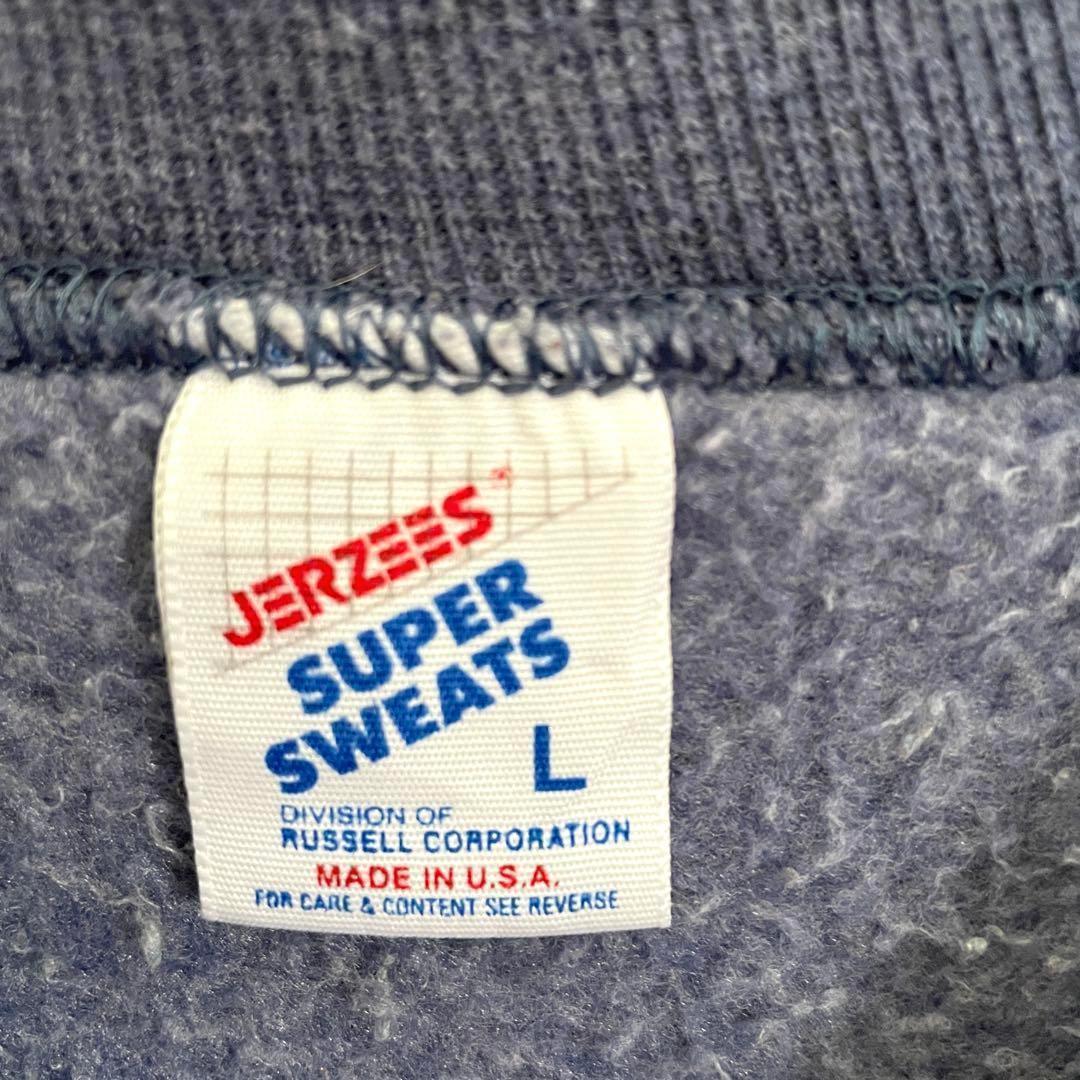 JERZEES®
SUPER
SWEATS
L
DIVISION OF
RUSSELL CORPORATION
MADE IN U.S.A.
FOR CARE & CONTENT SEE REVERSE